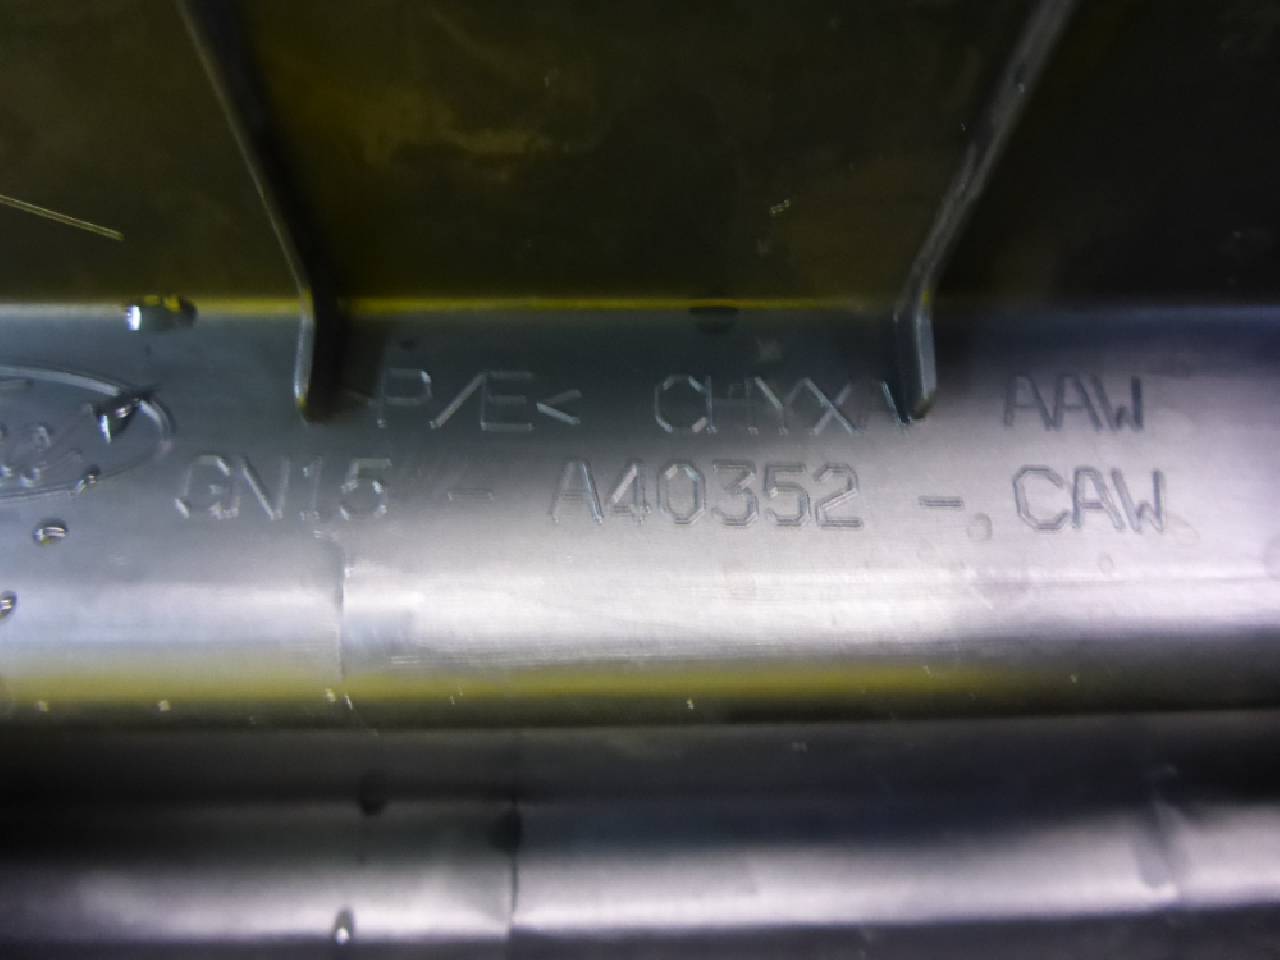 >P/E< CHYXA AAW
GN15 - A40352 - CAW